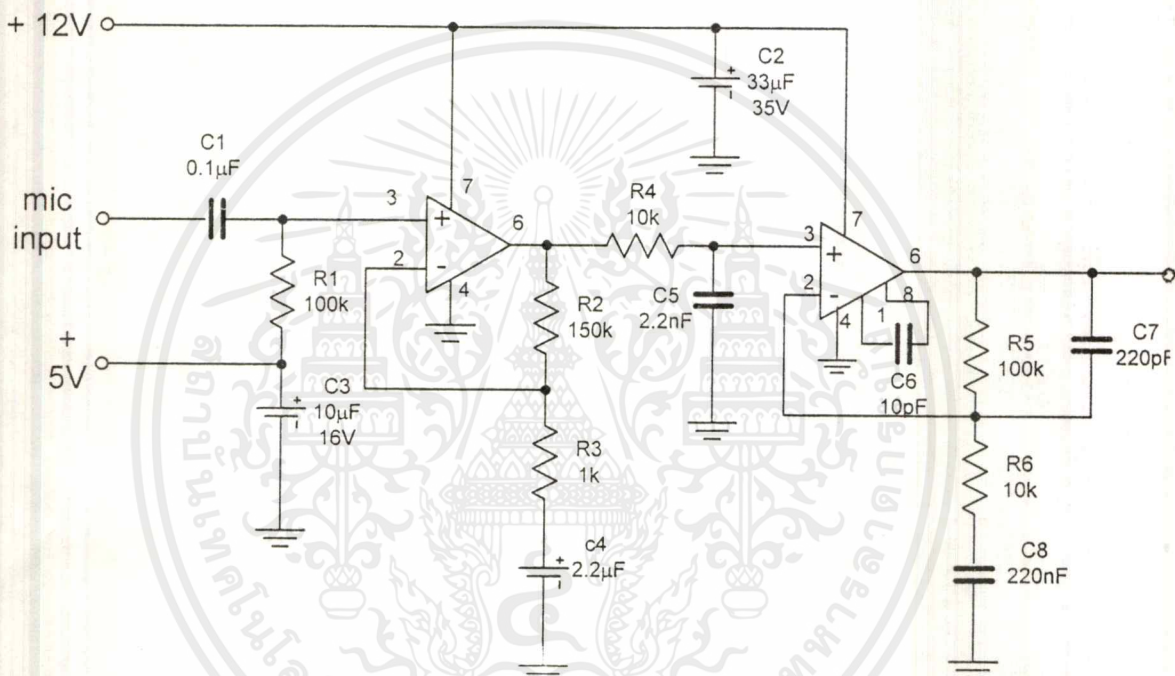 + 12V
C2
33µF
35V
+
I
C1
0.1µF
mic
input
3
7
+
6
2
-
4
R1
100k
R4
10k
3
7
+
6
2
-
4
1
8
R2
150k
C5
2.2nF
R5
100k
C7
220pF
+
5V
C3
10µF
16V
+
I
C6
10pF
R3
1k
R6
10k
c4
2.2µF
+
I
C8
220nF
๔